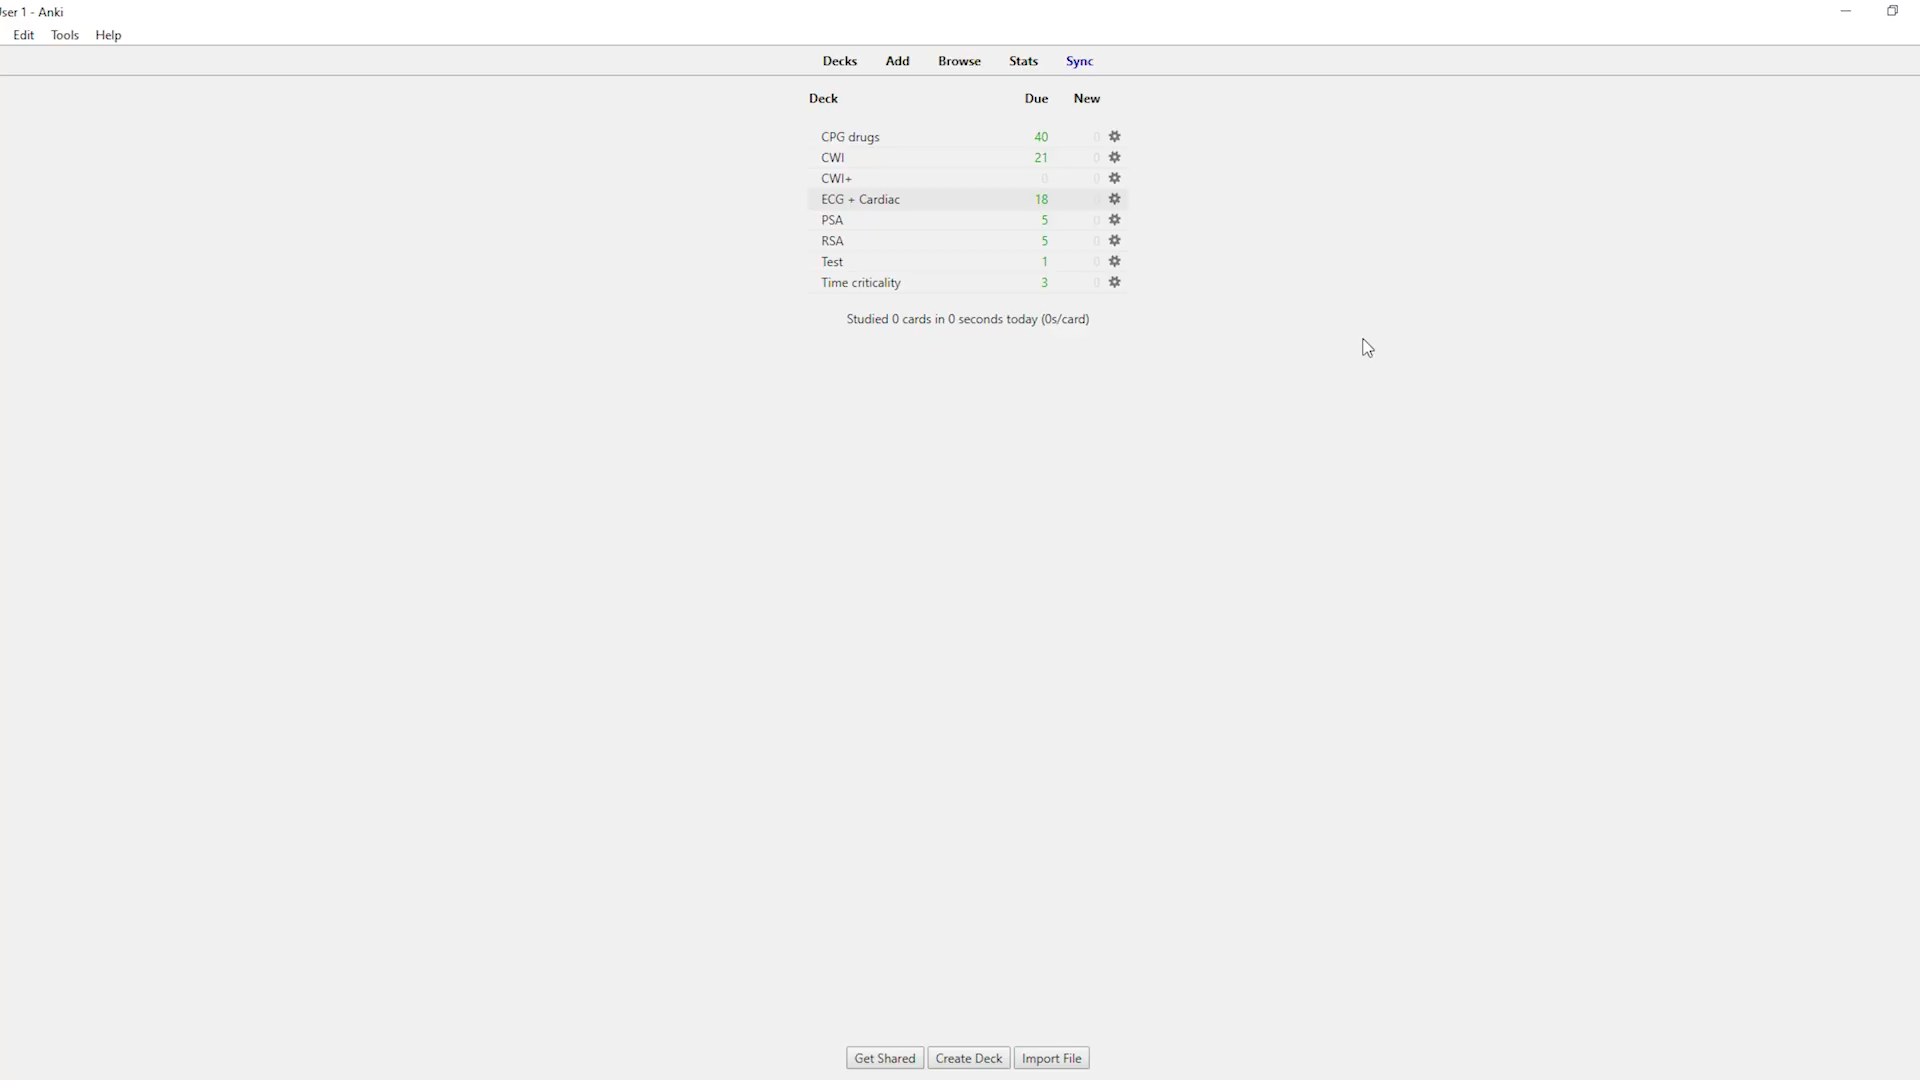 User 1 - Anki
Edit Tools Help
Decks Add Browse Stats Sync
Deck Due New
CPG drugs 40 0
CWI 21 0
CWI+ 0 0
ECG + Cardiac 18
PSA 5 0
RSA 5 0
Test 1 0
Time criticality 3 0
Studied 0 cards in 0 seconds today (0s/card)
Get Shared Create Deck Import File